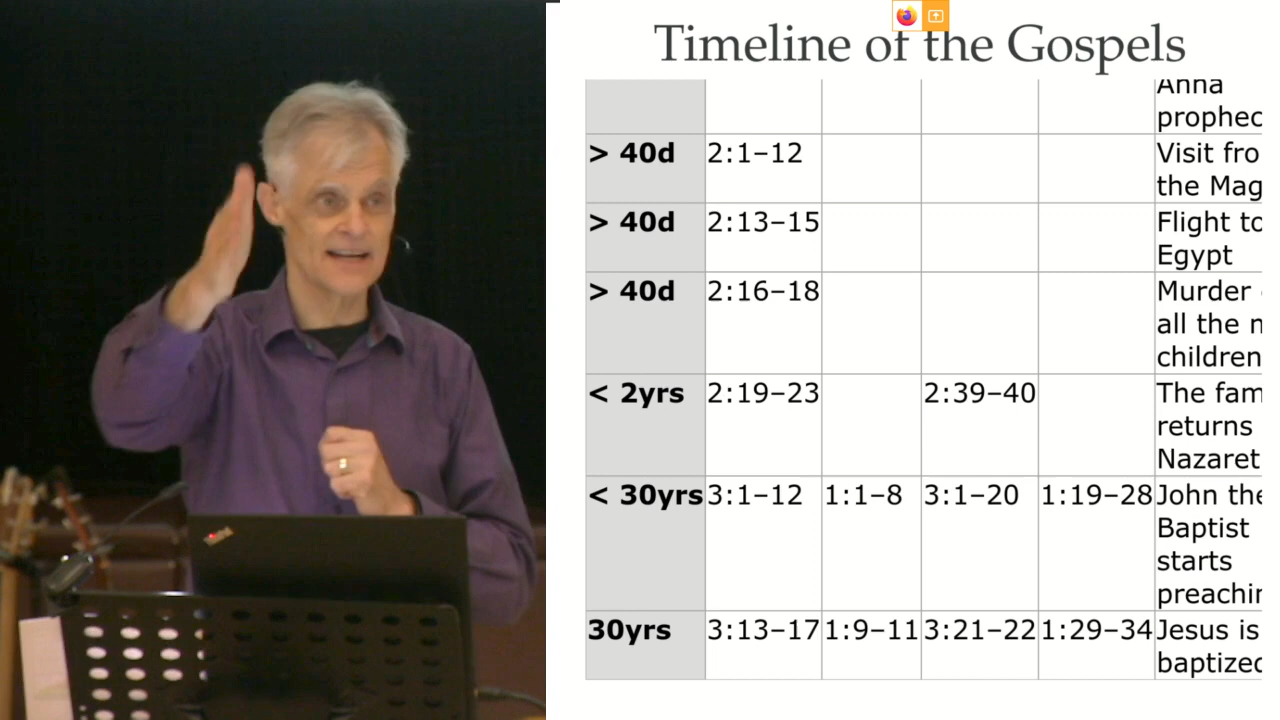 Timeline of the Gospels
Anna
prophec
> 40d 2:1–12 Visit fro
the Mag
> 40d 2:13–15 Flight to
Egypt
> 40d 2:16–18 Murder
all the m
children
< 2yrs 2:19–23 2:39–40 The fam
returns
Nazaret
< 30yrs 3:1–12 1:1–8 3:1–20 1:19–28 John the
Baptist
starts
preachin
30yrs 3:13–17 1:9–11 3:21–22 1:29–34 Jesus is
baptized